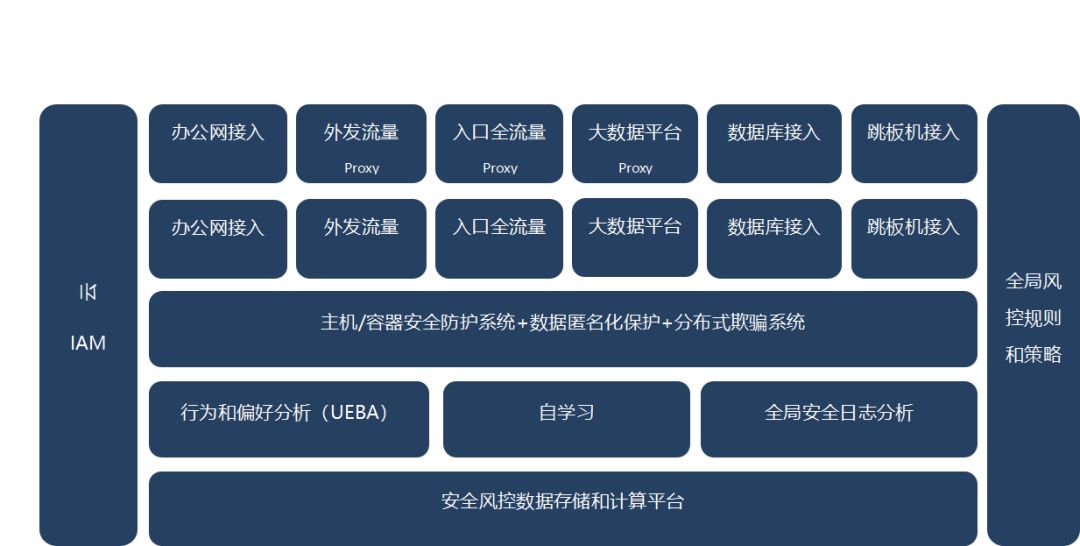 云
IAM
办公网接入
外发流量
Proxy
入口全流量
Proxy
大数据平台
Proxy
数据库接入
跳板机接入
办公网接入
外发流量
入口全流量
大数据平台
数据库接入
跳板机接入
主机/容器安全防护系统+数据匿名化保护+分布式欺骗系统
行为和偏好分析（UEBA）
自学习
全局安全日志分析
安全风控数据存储和计算平台
全局风
控规则
和策略